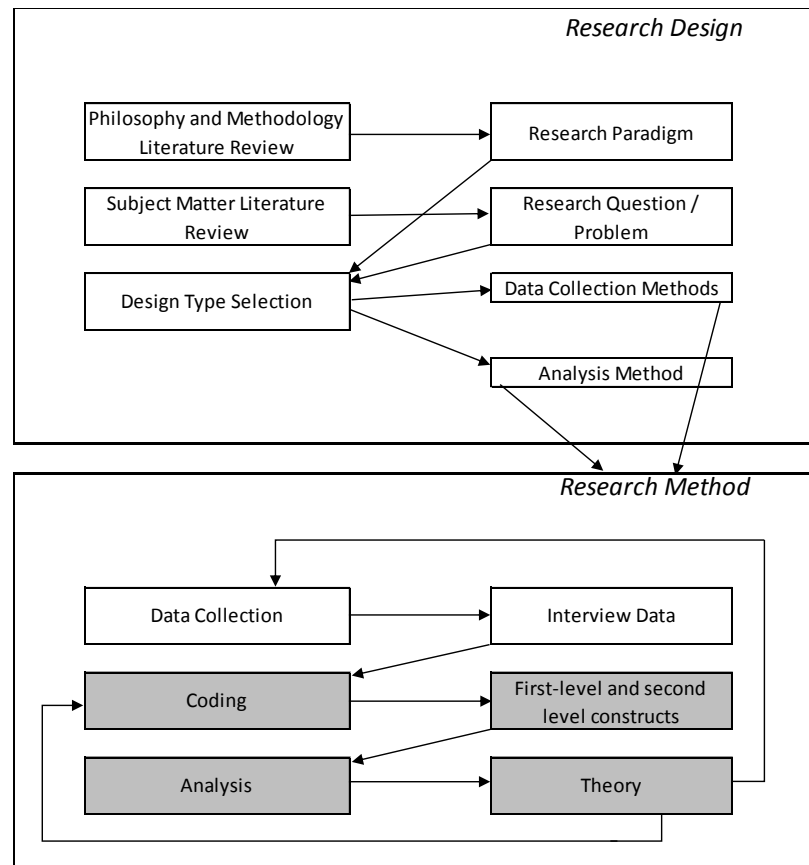 Research Design
Philosophy and Methodology
Literature Review
Research Paradigm
Subject Matter Literature
Review
Research Question /
Problem
Design Type Selection
Data Collection Methods
Analysis Method
Research Method
Data Collection
Interview Data
Coding
First-level and second
level constructs
Analysis
Theory